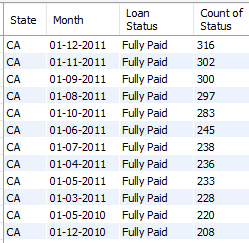 State Month Loan Status Count of Status
CA 01-12-2011 Fully Paid 316
CA 01-11-2011 Fully Paid 302
CA 01-09-2011 Fully Paid 300
CA 01-08-2011 Fully Paid 297
CA 01-10-2011 Fully Paid 283
CA 01-06-2011 Fully Paid 245
CA 01-07-2011 Fully Paid 238
CA 01-04-2011 Fully Paid 236
CA 01-05-2011 Fully Paid 233
CA 01-03-2011 Fully Paid 228
CA 01-05-2010 Fully Paid 220
CA 01-12-2010 Fully Paid 208